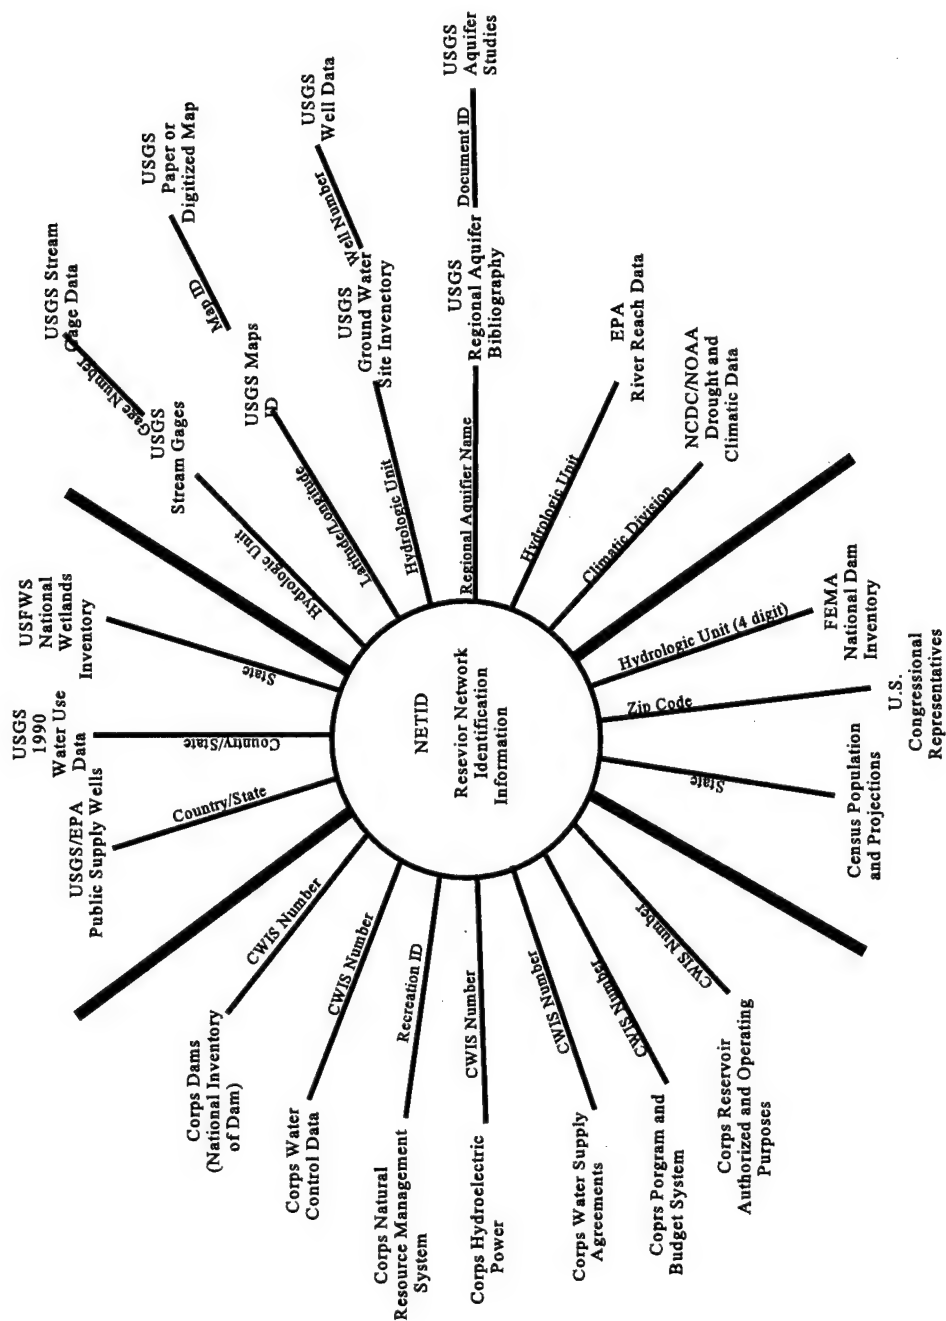 NETID
Resevior Network
Identification
Information
USGS/EPA
Public Supply Wells
Country/State
USGS
1990
Water Use
Data
Country/State
USFWS
National
Wetlands
Inventory
State
USGS Stream
Gage Data
Gage Number
USGS
Stream Gages
Hydrologic Unit
USGS
Paper or
Digitized Map
Map ID
USGS Maps
ID
Latitude/Longitude
USGS
Well Data
Well Number
USGS
Ground Water
Site Invenetory
Hydrologic Unit
USGS
Aquifer
Studies
Document ID
USGS
Regional Aquifer
Bibliography
Regional Aquifier Name
EPA
River Reach Data
Hydrologic Unit
NCDC/NOAA
Drought and
Climatic Data
Climatic Division
FEMA
National Dam
Inventory
Hydrologic Unit (4 digit)
U.S.
Congressional
Representatives
Zip Code
Census Population
and Projections
State
Corps Reservoir
Authorized and Operating
Purposes
CWIS Number
Coprs Porgram and
Budget System
CWIS Number
Corps Water Supply
Agreements
CWIS Number
Corps Hydroelectric
Power
CWIS Number
Corps Natural
Resource Management
System
Recreation ID
Corps Water
Control Data
CWIS Number
Corps Dams
(National Inventory
of Dam)
CWIS Number